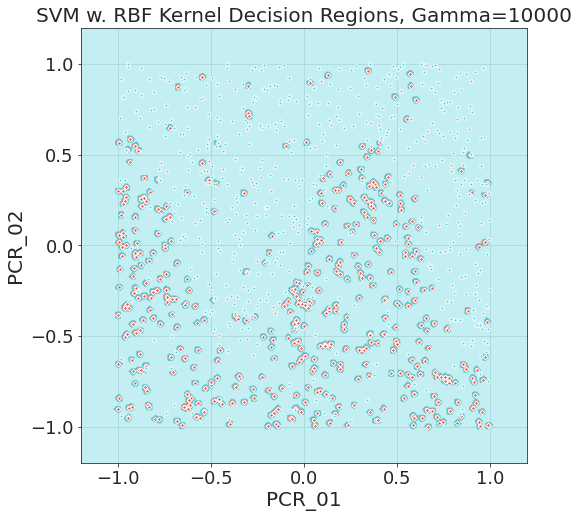 SVM w. RBF Kernel Decision Regions, Gamma=10000
PCR_02
1.0
0.5
0.0
−0.5
−1.0
−1.0 −0.5 0.0 0.5 1.0
PCR_01